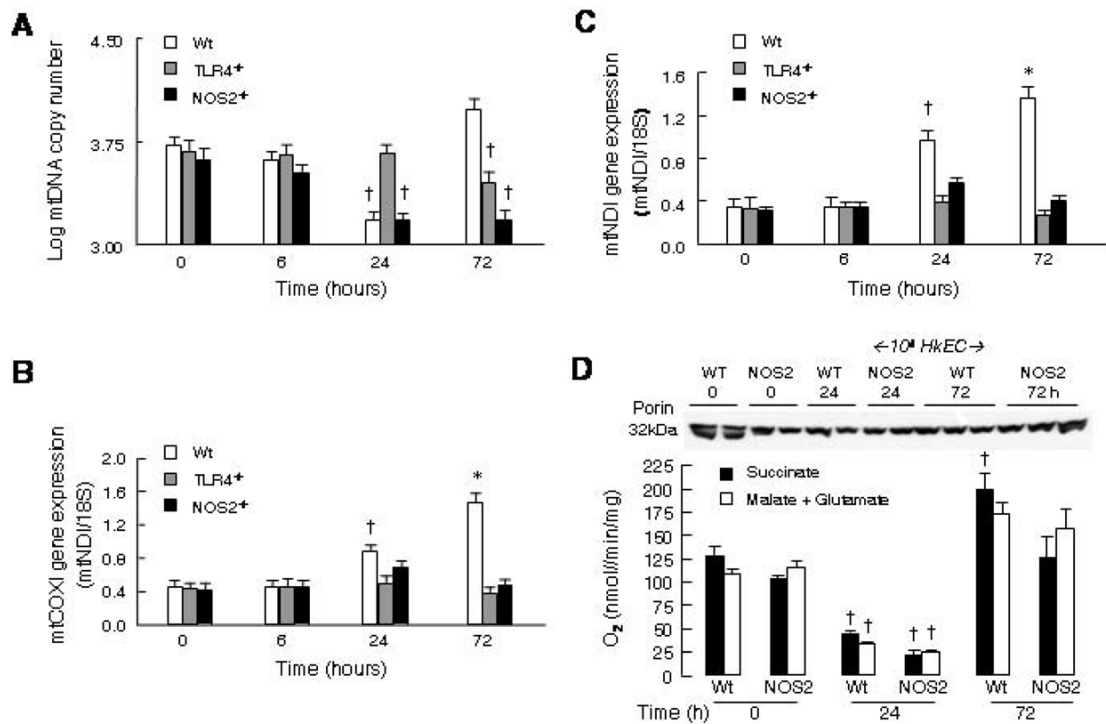 A
Log mtDNA copy number
4.50
3.75
3.00
Wt
TLR4+
NOS2+
† † † †
0 6 24 72
Time (hours)
B
mtCOXI gene expression
(mtNDI/18S)
2.0
1.6
1.2
0.8
0.4
0.0
Wt
TLR4+
NOS2+
† *
0 6 24 72
Time (hours)
C
mtNDI gene expression
(mtNDI/18S)
1.6
1.2
0.8
0.4
0.0
Wt
TLR4+
NOS2+
† *
0 6 24 72
Time (hours)
D
←10⁸ HkEC→
WT NOS2 WT NOS2 WT NOS2
0 0 24 24 72 72 h
Porin
32kDa
O₂ (nmol//min/mg)
225
200
175
150
125
100
75
50
25
0
Succinate
Malate + Glutamate
† † † † †
Wt NOS2 Wt NOS2 Wt NOS2
Time (h) 0 24 72